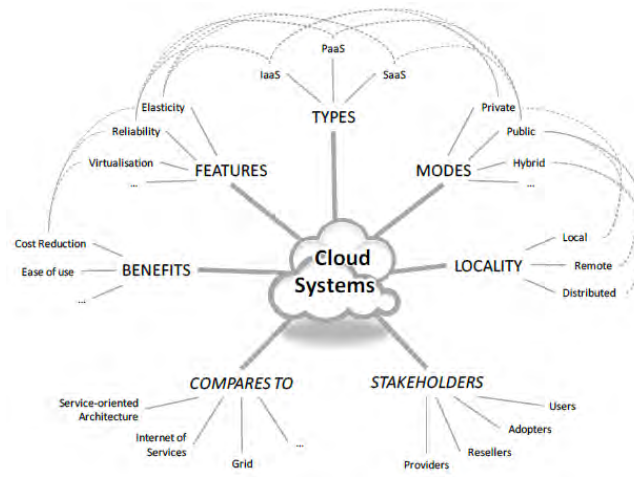 PaaS
IaaS
SaaS
TYPES
Elasticity
Reliability
Virtualisation
...
FEATURES
Private
Public
Hybrid
...
MODES
Cost Reduction
Ease of use
...
BENEFITS
Cloud
Systems
LOCALITY
Local
Remote
Distributed
COMPARES TO
Service-oriented
Architecture
Internet of
Services
Grid
...
STAKEHOLDERS
Users
Adopters
Resellers
Providers